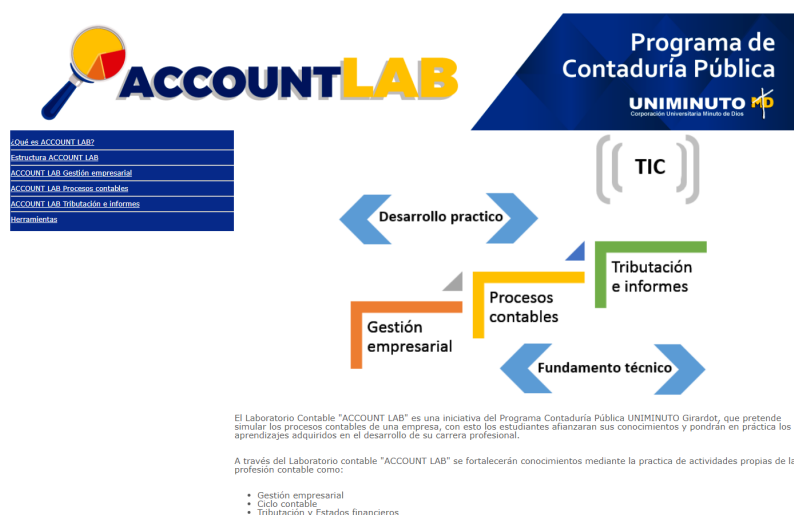 ACCOUNTLAB
Programa de
Contaduría Pública
UNIMINUTO MD
Corporación Universitaria Minuto de Dios
¿Qué es ACCOUNT LAB?
Estructura ACCOUNT LAB
ACCOUNT LAB Gestión empresarial
ACCOUNT LAB Procesos contables
ACCOUNT LAB Tributación e informes
Herramientas
TIC
Desarrollo practico
Tributación
e informes
Procesos
contables
Gestión
empresarial
Fundamento técnico
El Laboratorio Contable "ACCOUNT LAB" es una iniciativa del Programa Contaduría Pública UNIMINUTO Girardot, que pretende
simular los procesos contables de una empresa, con esto los estudiantes afianzaran sus conocimientos y pondrán en práctica los
aprendizajes adquiridos en el desarrollo de su carrera profesional.
A través del Laboratorio contable "ACCOUNT LAB" se fortalecerán conocimientos mediante la practica de actividades propias de la
profesión contable como:
• Gestión empresarial
• Ciclo contable
• Tributación y Estados financieros